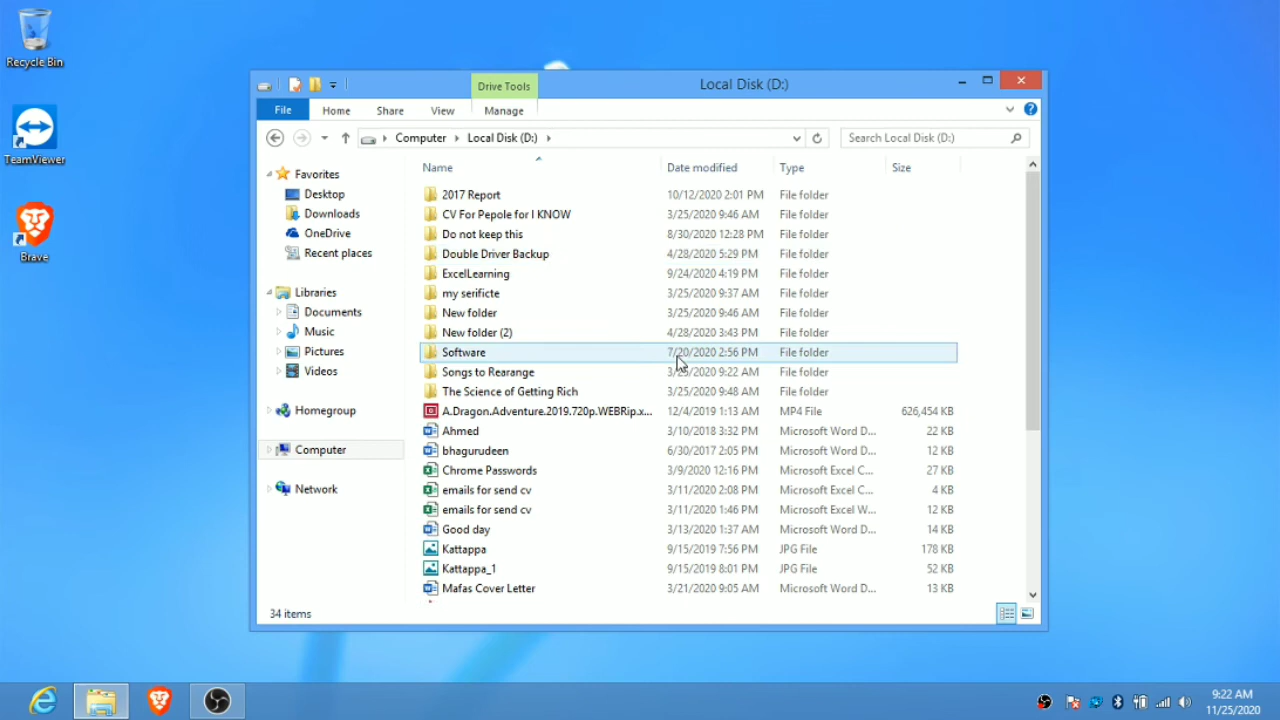 Recycle Bin
TeamViewer
Brave
Drive Tools
Local Disk (D:)
File Home Share View Manage
Computer Local Disk (D:)
Search Local Disk (D:)
Favorites
Desktop
Downloads
OneDrive
Recent places
Libraries
Documents
Music
Pictures
Videos
Homegroup
Computer
Network
Name Date modified Type Size
2017 Report 10/12/2020 2:01 PM File folder
CV For Pepole for I KNOW 3/25/2020 9:46 AM File folder
Do not keep this 8/30/2020 12:28 PM File folder
Double Driver Backup 4/28/2020 5:29 PM File folder
ExcelLearning 9/24/2020 4:19 PM File folder
my serificte 3/25/2020 9:37 AM File folder
New folder 3/25/2020 9:46 AM File folder
New folder (2) 4/28/2020 3:43 PM File folder
Software 7/20/2020 2:56 PM File folder
Songs to Rearange 3/25/2020 9:22 AM File folder
The Science of Getting Rich 3/25/2020 9:48 AM File folder
A.Dragon.Adventure.2019.720p.WEBRip.x... 12/4/2019 1:13 AM MP4 File 626,454 KB
Ahmed 3/10/2018 3:32 PM Microsoft Word D... 22 KB
bhagurudeen 6/30/2017 2:05 PM Microsoft Word D... 12 KB
Chrome Passwords 3/9/2020 12:16 PM Microsoft Excel C... 27 KB
emails for send cv 3/11/2020 2:08 PM Microsoft Excel C... 4 KB
emails for send cv 3/11/2020 1:46 PM Microsoft Excel W... 12 KB
Good day 3/13/2020 1:37 AM Microsoft Word D... 14 KB
Kattappa 9/15/2019 7:56 PM JPG File 178 KB
Kattappa_1 9/15/2019 8:01 PM JPG File 52 KB
Mafas Cover Letter 3/21/2020 9:05 AM Microsoft Word D... 13 KB
34 items
9:22 AM
11/25/2020